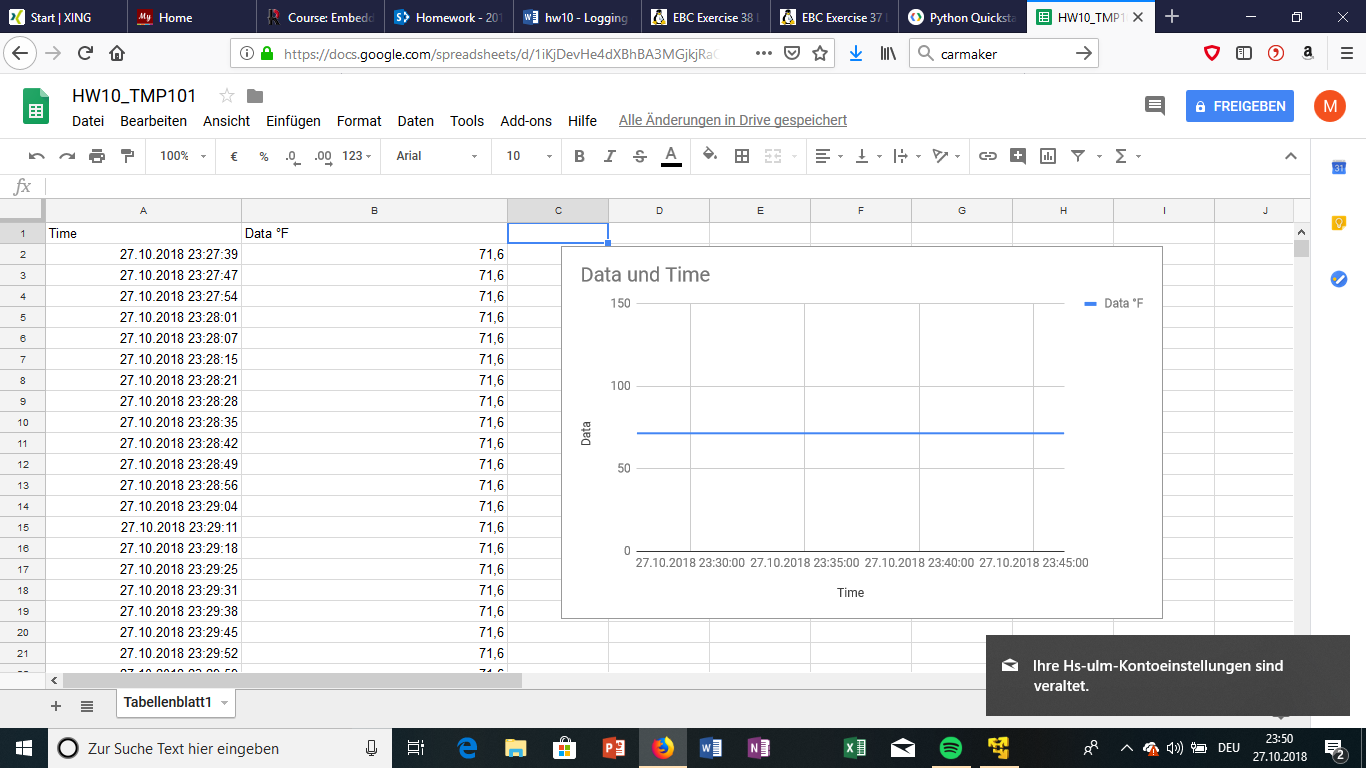 Start | XING
Home
Course: Embedd
Homework - 201
hw10 - Logging
EBC Exercise 38 L
EBC Exercise 37 L
Python Quicksta
HW10_TMP1
https://docs.google.com/spreadsheets/d/1iKjDevHe4dXBhBA3MGjkjRaC
carmaker
HW10_TMP101
Datei Bearbeiten Ansicht Einfügen Format Daten Tools Add-ons Hilfe Alle Änderungen in Drive gespeichert
FREIGEBEN
M
100% € % .0 .00 123 Arial 10 B I S A
31
fx
A B C D E F G H I J
1 Time Data °F
2 27.10.2018 23:27:39 71,6
3 27.10.2018 23:27:47 71,6
4 27.10.2018 23:27:54 71,6
5 27.10.2018 23:28:01 71,6
6 27.10.2018 23:28:07 71,6
7 27.10.2018 23:28:15 71,6
8 27.10.2018 23:28:21 71,6
9 27.10.2018 23:28:28 71,6
10 27.10.2018 23:28:35 71,6
11 27.10.2018 23:28:42 71,6
12 27.10.2018 23:28:49 71,6
13 27.10.2018 23:28:56 71,6
14 27.10.2018 23:29:04 71,6
15 27.10.2018 23:29:11 71,6
16 27.10.2018 23:29:18 71,6
17 27.10.2018 23:29:25 71,6
18 27.10.2018 23:29:31 71,6
19 27.10.2018 23:29:38 71,6
20 27.10.2018 23:29:45 71,6
21 27.10.2018 23:29:52 71,6
Data und Time
Data °F
150
100
50
0
Data
27.10.2018 23:30:00 27.10.2018 23:35:00 27.10.2018 23:40:00 27.10.2018 23:45:00
Time
Ihre Hs-ulm-Kontoeinstellungen sind
veraltet.
Tabellenblatt1
Zur Suche Text hier eingeben
DEU
23:50
27.10.2018
2